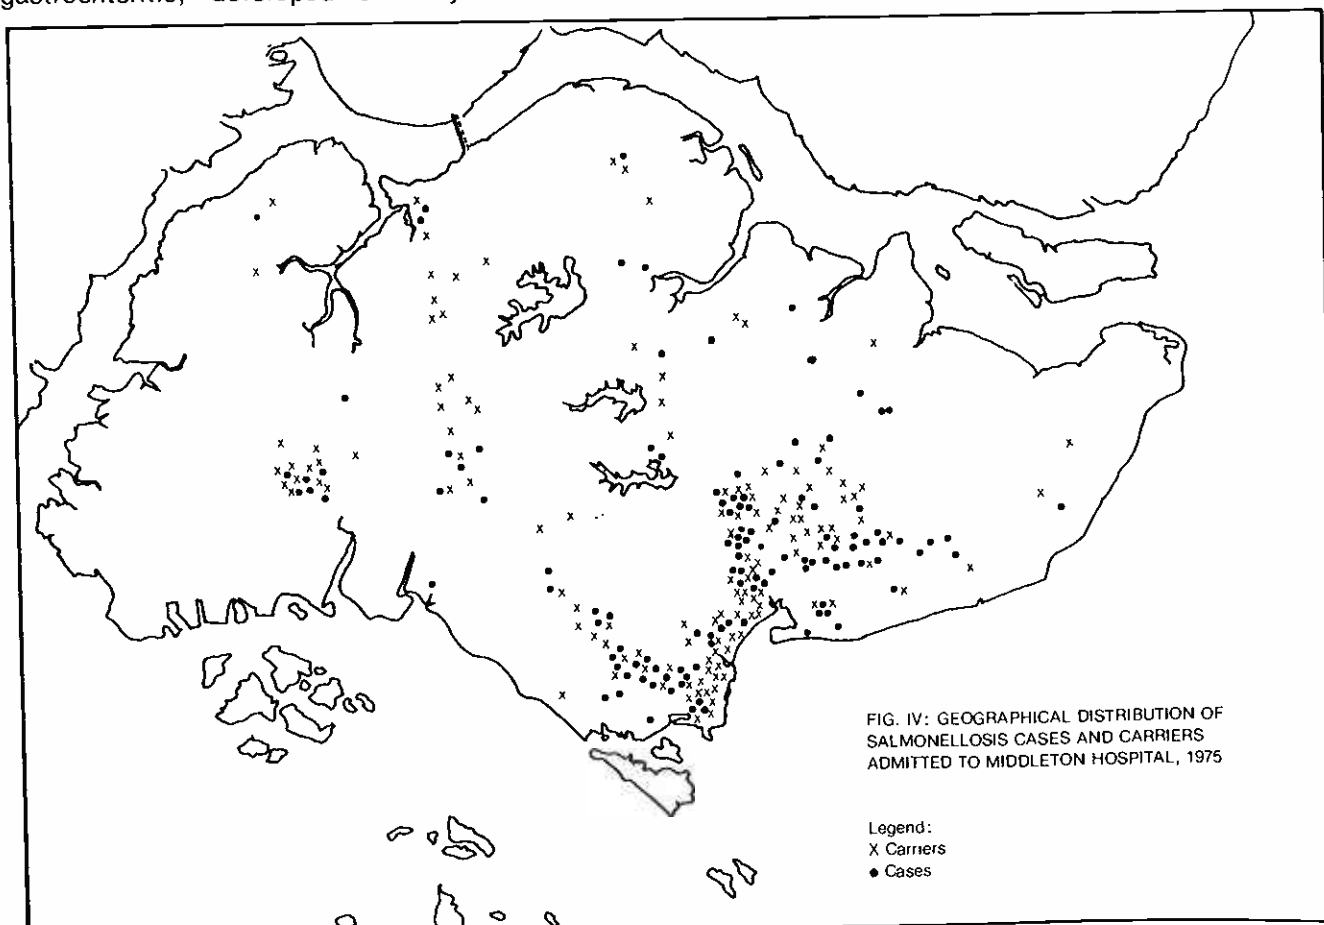 FIG. IV: GEOGRAPHICAL DISTRIBUTION OF
SALMONELLOSIS CASES AND CARRIERS
ADMITTED TO MIDDLETON HOSPITAL, 1975
Legend:
X Carriers
● Cases